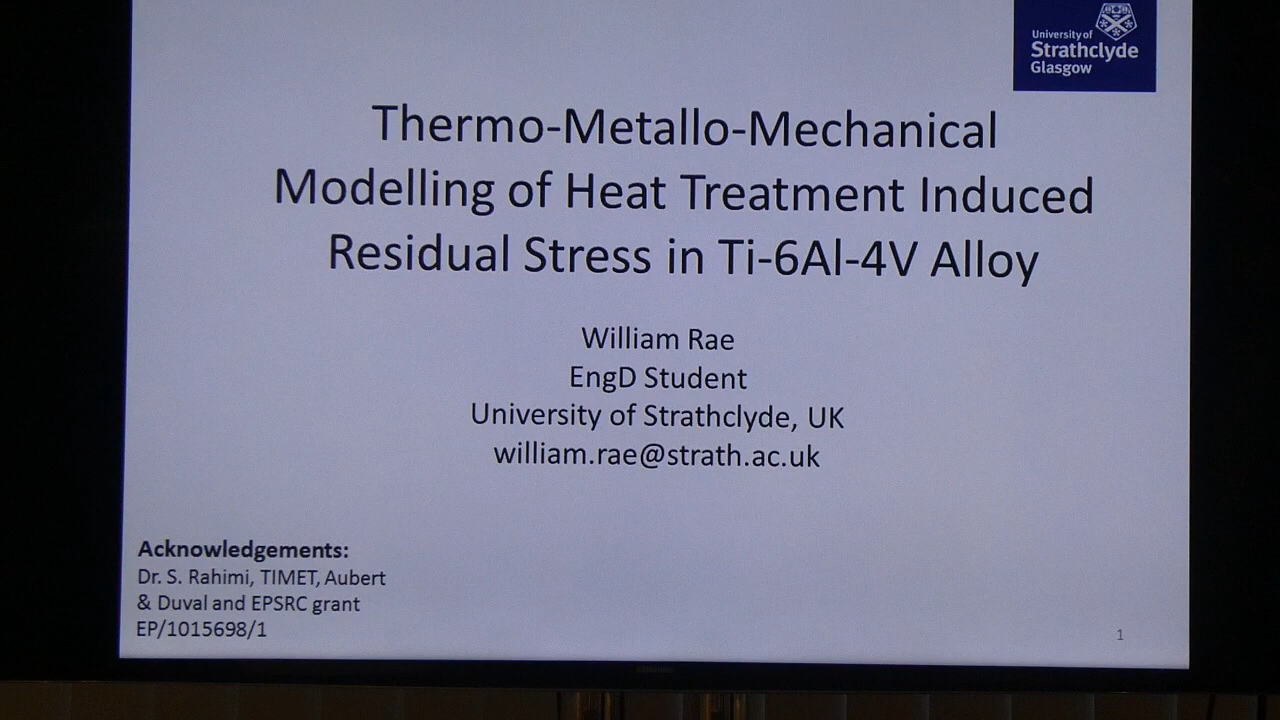 University of
Strathclyde
Glasgow
Thermo-Metallo-Mechanical
Modelling of Heat Treatment Induced
Residual Stress in Ti-6Al-4V Alloy
William Rae
EngD Student
University of Strathclyde, UK
william.rae@strath.ac.uk
Acknowledgements:
Dr. S. Rahimi, TIMET, Aubert
& Duval and EPSRC grant
EP/1015698/1
1